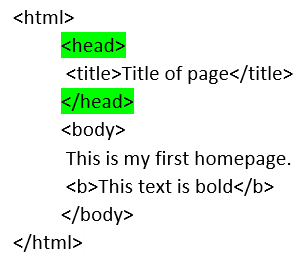 <html>
<head>
<title>Title of page</title>
</head>
<body>
This is my first homepage.
<b>This text is bold</b>
</body>
</html>